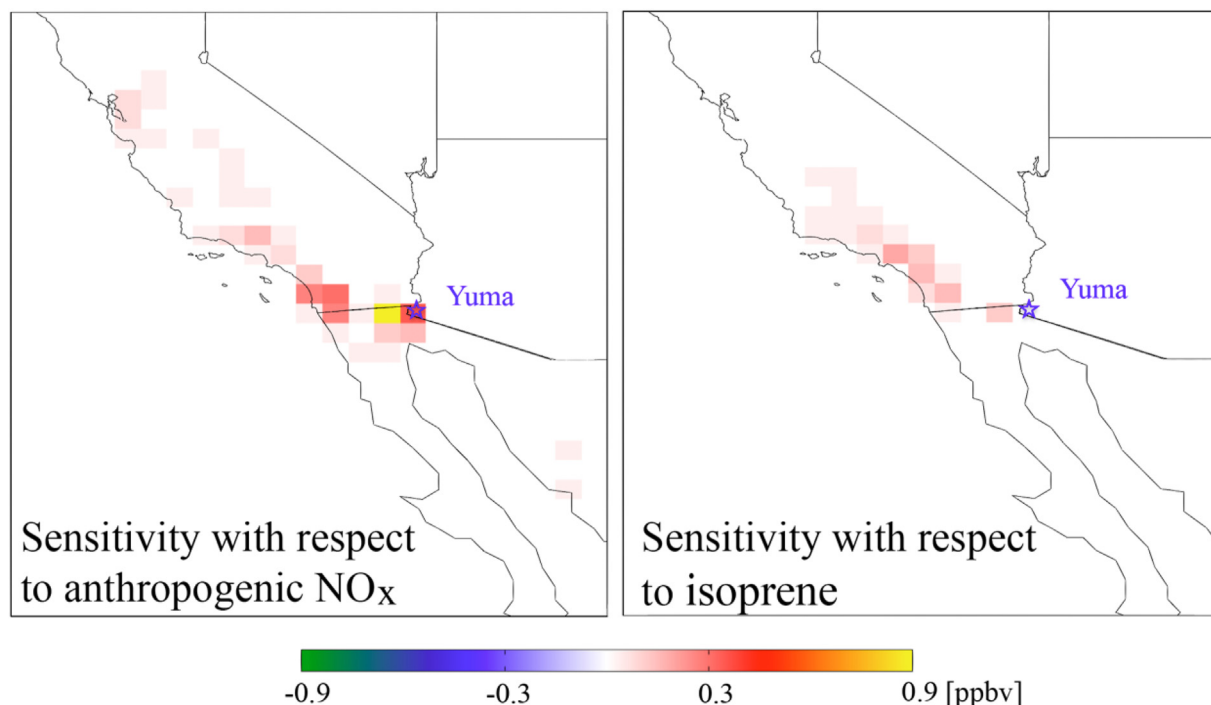 Yuma
Sensitivity with respect
to anthropogenic NOx
Yuma
Sensitivity with respect
to isoprene
-0.9 -0.3 0.3 0.9 [ppbv]